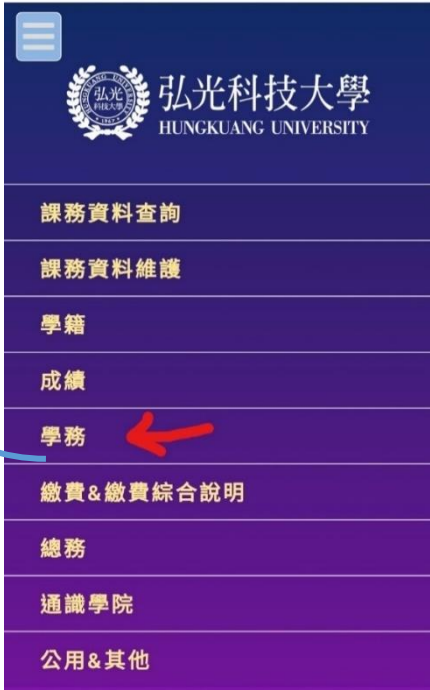 弘光科技大學
HUNGKUANG UNIVERSITY
課務資料查詢
課務資料維護
學籍
成績
學務
繳費&繳費綜合說明
總務
通識學院
公用&其他